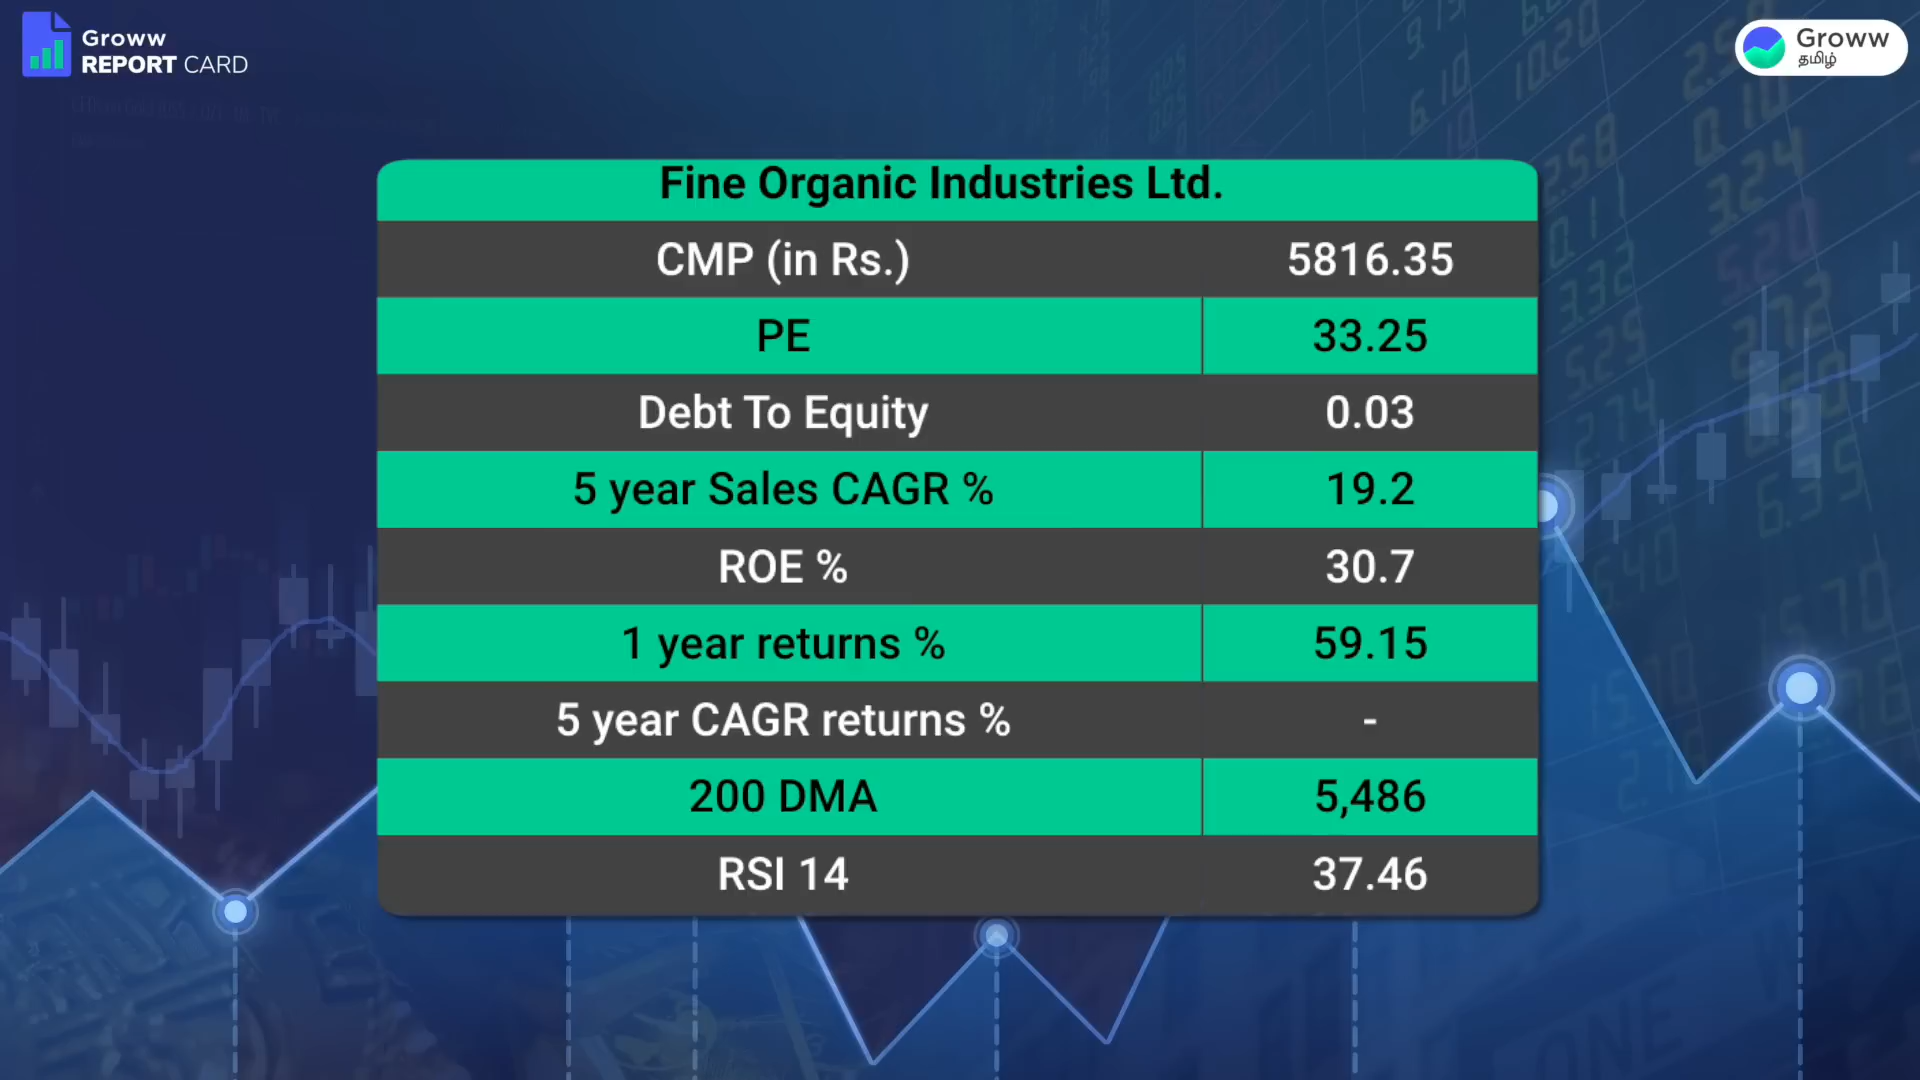 Groww
REPORT CARD
Groww
தமிழ்
Fine Organic Industries Ltd.
CMP (in Rs.) 5816.35
PE 33.25
Debt To Equity 0.03
5 year Sales CAGR % 19.2
ROE % 30.7
1 year returns % 59.15
5 year CAGR returns % -
200 DMA 5,486
RSI 14 37.46